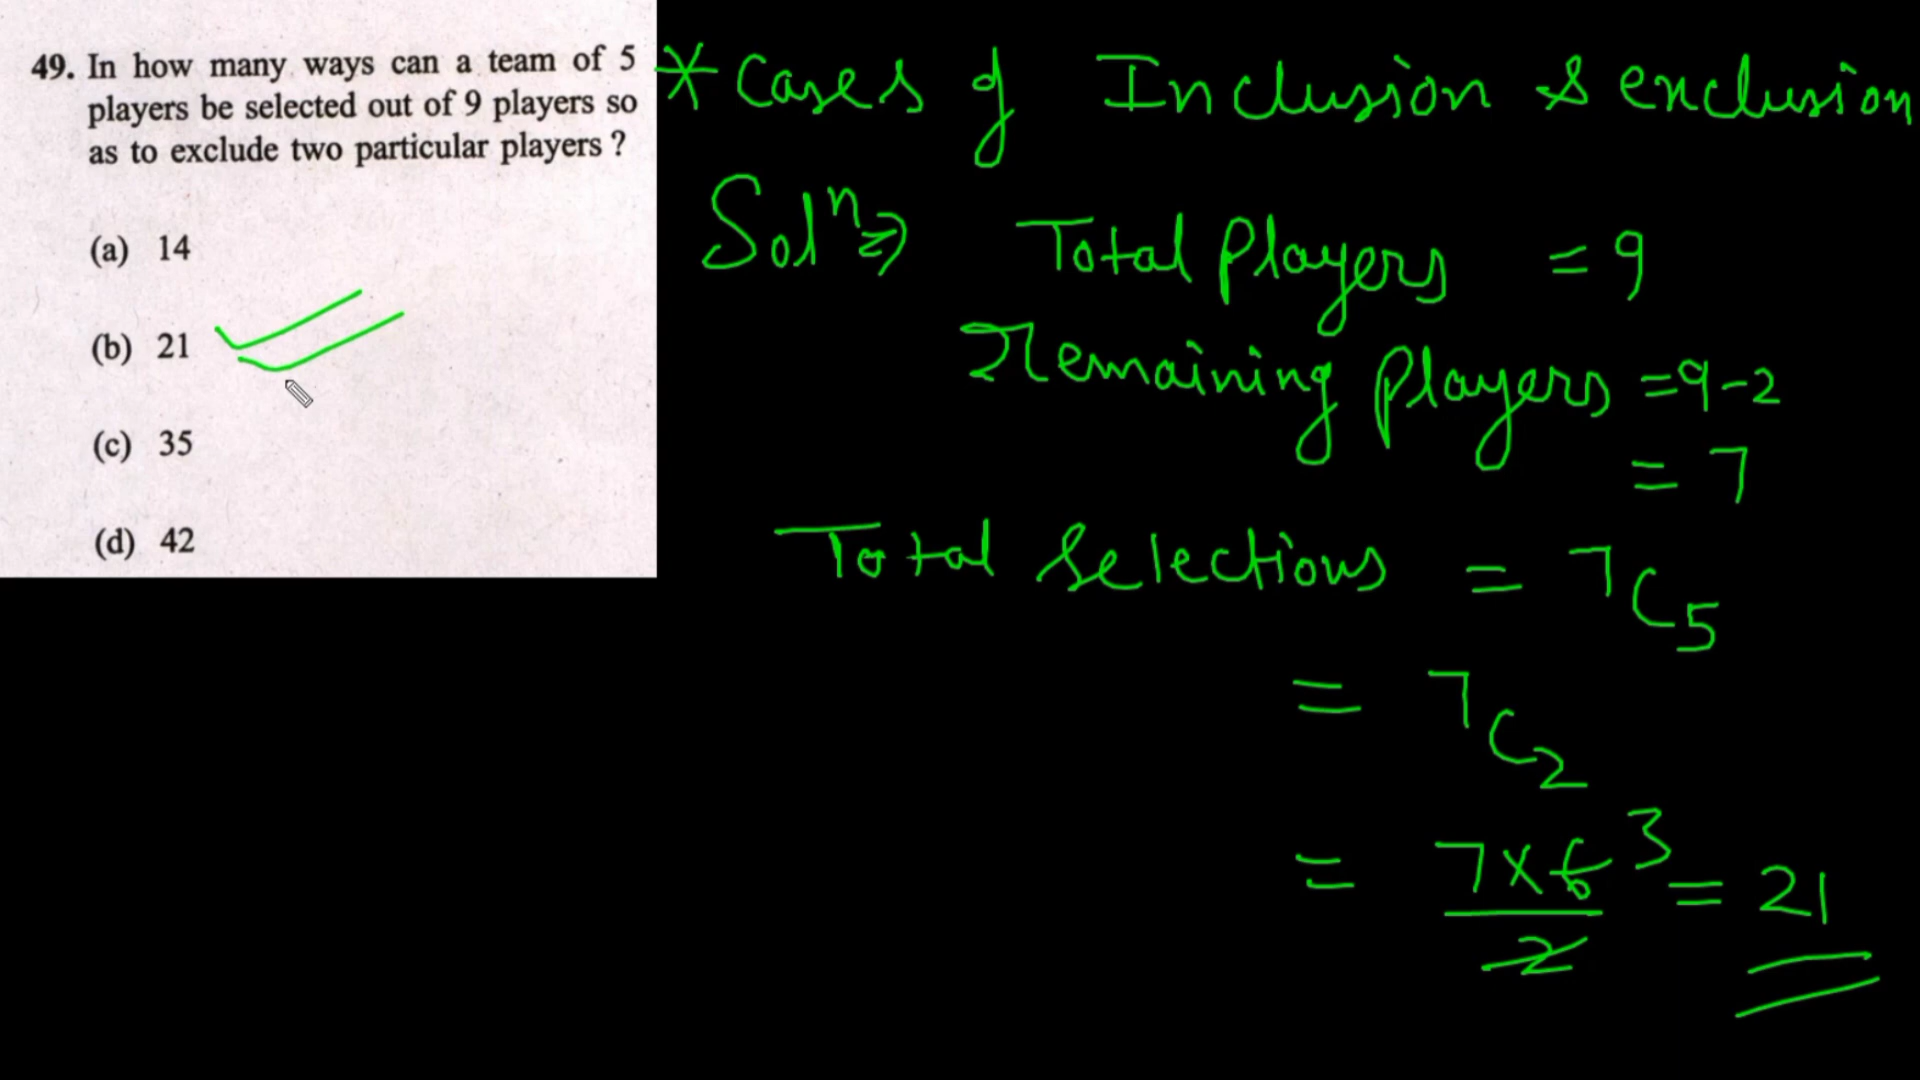 49. In how many ways can a team of 5
players be selected out of 9 players so
as to exclude two particular players ?
(a) 14
(b) 21
(c) 35
(d) 42
* Cases of Inclusion & exclusion
Solⁿ ⇒ Total Players = 9
Remaining Players = 9-2
= 7
Total Selections = ⁷C₅
= ⁷C₂
= 7×6 3 = 21
2